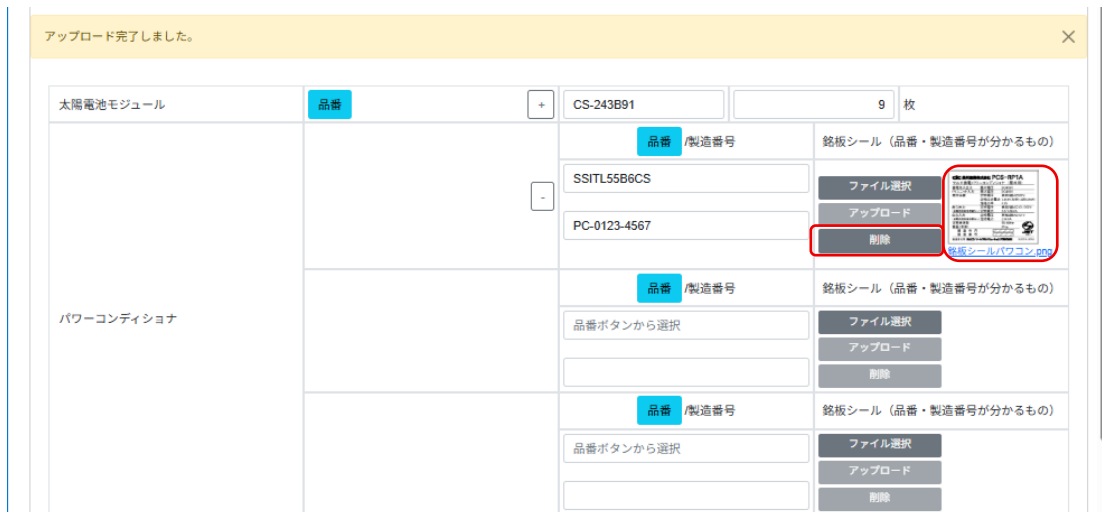 アップロード完了しました。 ×
太陽電池モジュール 品番 + CS-243B91 9 枚
品番 /製造番号 銘板シール（品番・製造番号が分かるもの）
SSITL55B6CS
-
PC-0123-4567
ファイル選択
アップロード
削除
PCS-RP1A
銘板シールパワコン.png
パワーコンディショナ
品番 /製造番号 銘板シール（品番・製造番号が分かるもの）
品番ボタンから選択
ファイル選択
アップロード
削除
品番 /製造番号 銘板シール（品番・製造番号が分かるもの）
品番ボタンから選択
ファイル選択
アップロード
削除